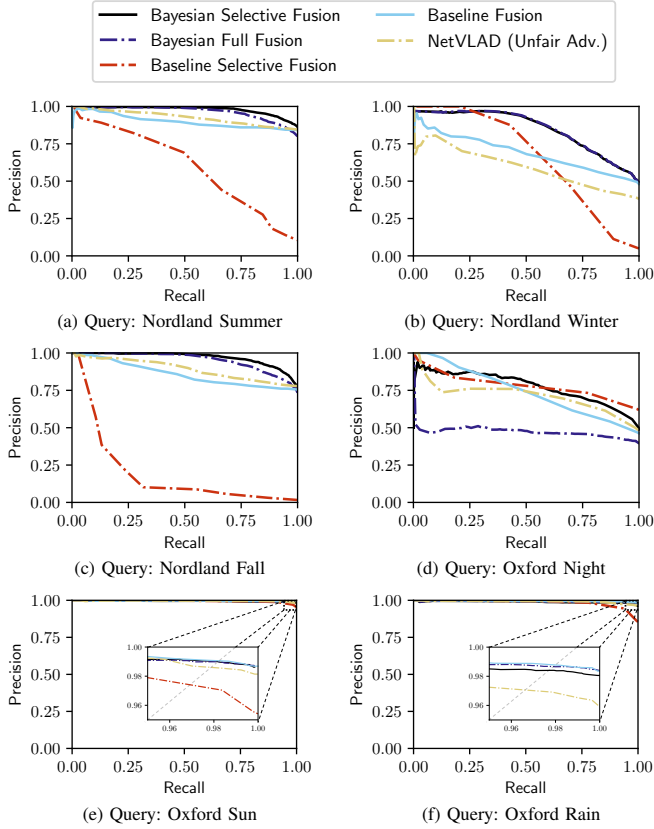 Bayesian Selective Fusion
Bayesian Full Fusion
Baseline Selective Fusion
Baseline Fusion
NetVLAD (Unfair Adv.)
1.00
0.75
0.50
0.25
0.00
Precision
0.00 0.25 0.50 0.75 1.00
Recall
(a) Query: Nordland Summer
1.00
0.75
0.50
0.25
0.00
Precision
0.00 0.25 0.50 0.75 1.00
Recall
(b) Query: Nordland Winter
1.00
0.75
0.50
0.25
0.00
Precision
0.00 0.25 0.50 0.75 1.00
Recall
(c) Query: Nordland Fall
1.00
0.75
0.50
0.25
0.00
Precision
0.00 0.25 0.50 0.75 1.00
Recall
(d) Query: Oxford Night
1.00
0.75
0.50
0.25
0.00
Precision
1.00
0.98
0.96
0.96 0.98 1.00
0.00 0.25 0.50 0.75 1.00
Recall
(e) Query: Oxford Sun
1.00
0.75
0.50
0.25
0.00
Precision
1.00
0.98
0.96
0.96 0.98 1.00
0.00 0.25 0.50 0.75 1.00
Recall
(f) Query: Oxford Rain